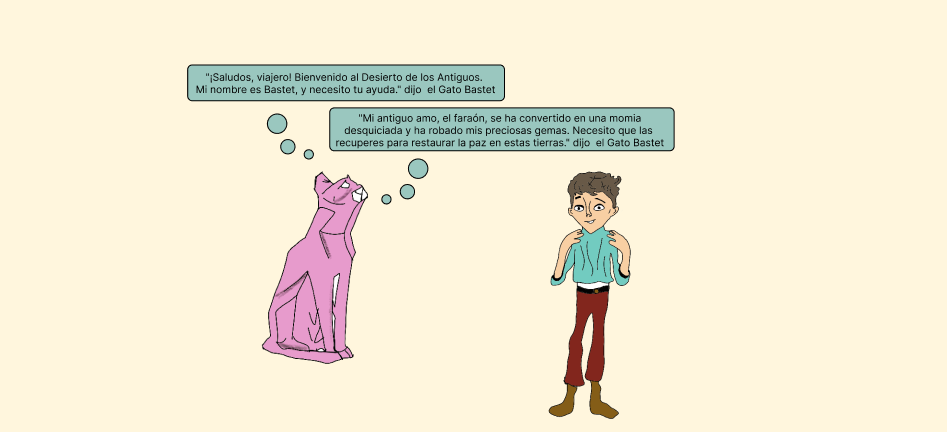 "¡Saludos, viajero! Bienvenido al Desierto de los Antiguos.
Mi nombre es Bastet, y necesito tu ayuda." dijo  el Gato Bastet
"Mi antiguo amo, el faraón, se ha convertido en una momia
desquiciada y ha robado mis preciosas gemas. Necesito que las
recuperes para restaurar la paz en estas tierras." dijo  el Gato Bastet